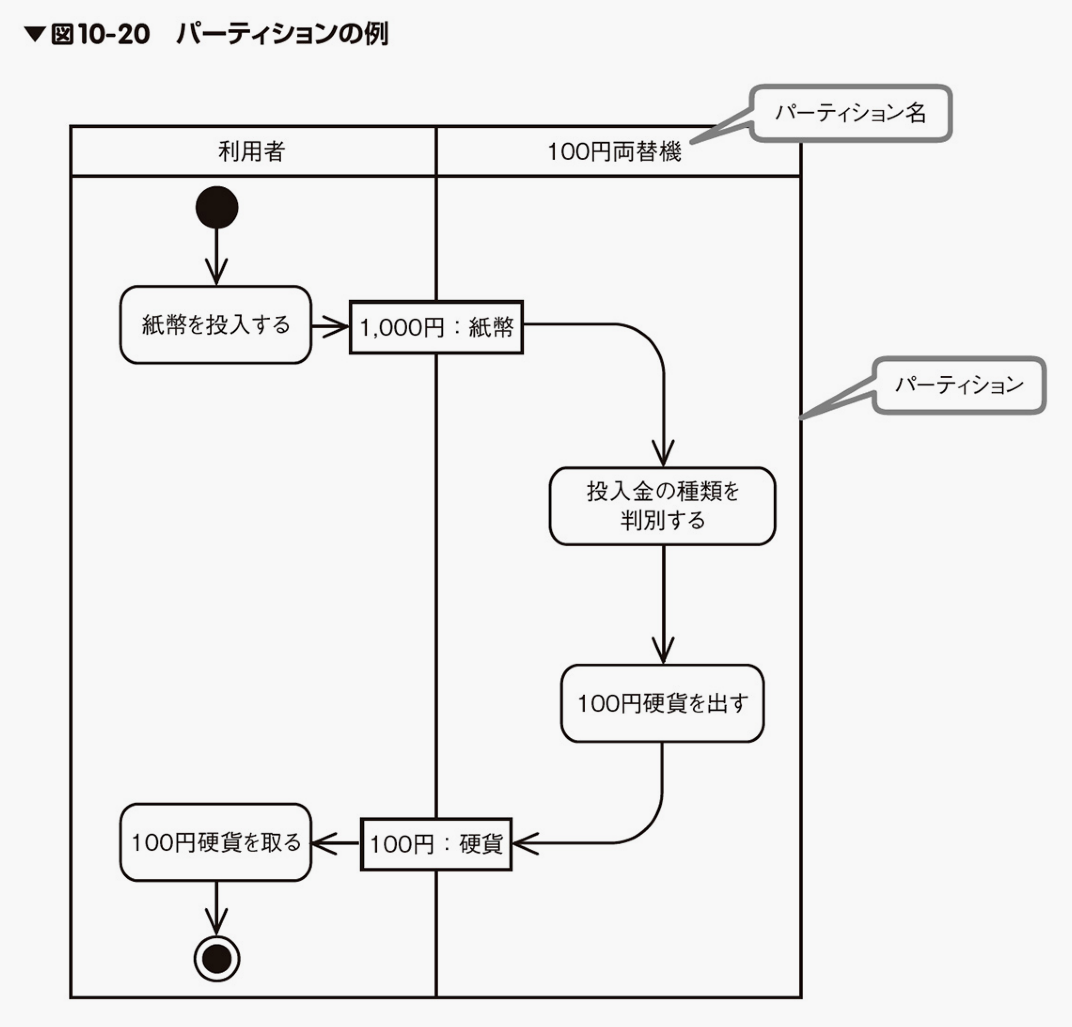 ▼図10-20 パーティションの例
パーティション名
利用者
100円両替機
紙幣を投入する
1,000円：紙幣
パーティション
投入金の種類を
判別する
100円硬貨を出す
100円硬貨を取る
100円：硬貨